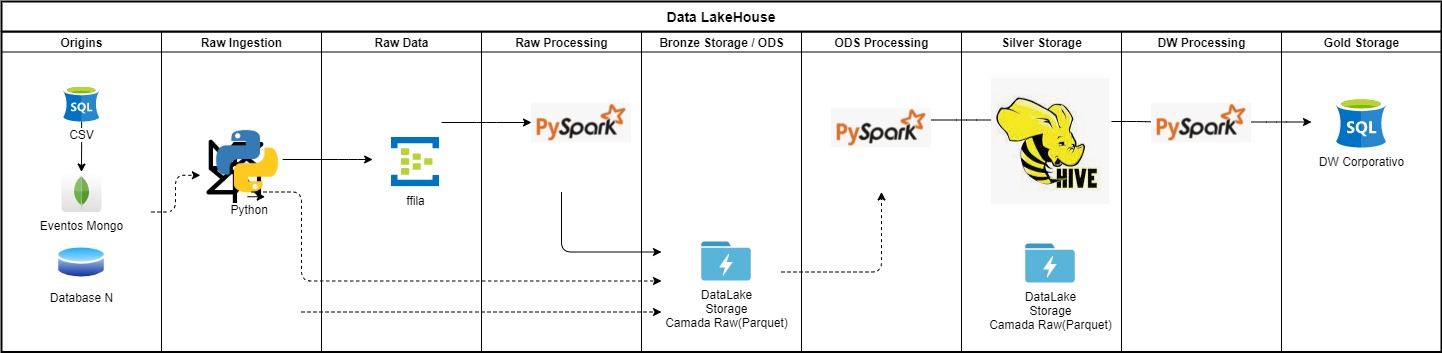 Data LakeHouse
Origins
Raw Ingestion
Raw Data
Raw Processing
Bronze Storage / ODS
ODS Processing
Silver Storage
DW Processing
Gold Storage
SQL
CSV
Eventos Mongo
Database N
Python
ffila
PySpark
DataLake
Storage
Camada Raw(Parquet)
PySpark
HIVE
DataLake
Storage
Camada Raw(Parquet)
PySpark
SQL
DW Corporativo